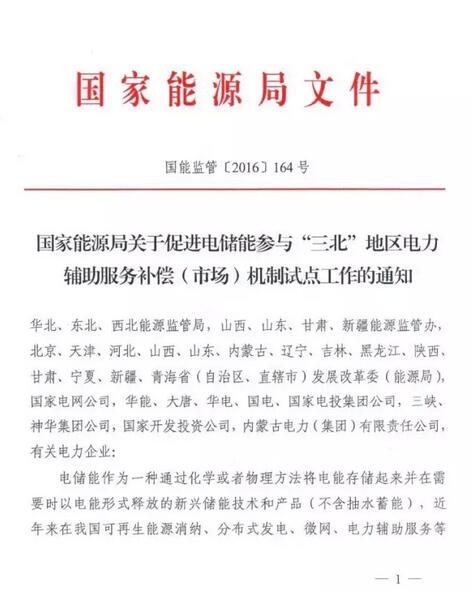 国家能源局文件
国能监管〔2016〕164号
国家能源局关于促进电储能参与“三北”地区电力
辅助服务补偿（市场）机制试点工作的通知
华北、东北、西北能源监管局，山西、山东、甘肃、新疆能源监管办，
北京、天津、河北、山西、山东、内蒙古、辽宁、吉林、黑龙江、陕西、
甘肃、宁夏、新疆、青海省（自治区、直辖市）发展改革委（能源局），
国家电网公司，华能、大唐、华电、国电、国家电投集团公司，三峡、
神华集团公司，国家开发投资公司，内蒙古电力（集团）有限责任公司，
有关电力企业：
电储能作为一种通过化学或者物理方法将电能存储起来并在需
要时以电能形式释放的新兴储能技术和产品（不含抽水蓄能），近
年来在我国可再生能源消纳、分布式发电、微网、电力辅助服务等
— 1 —